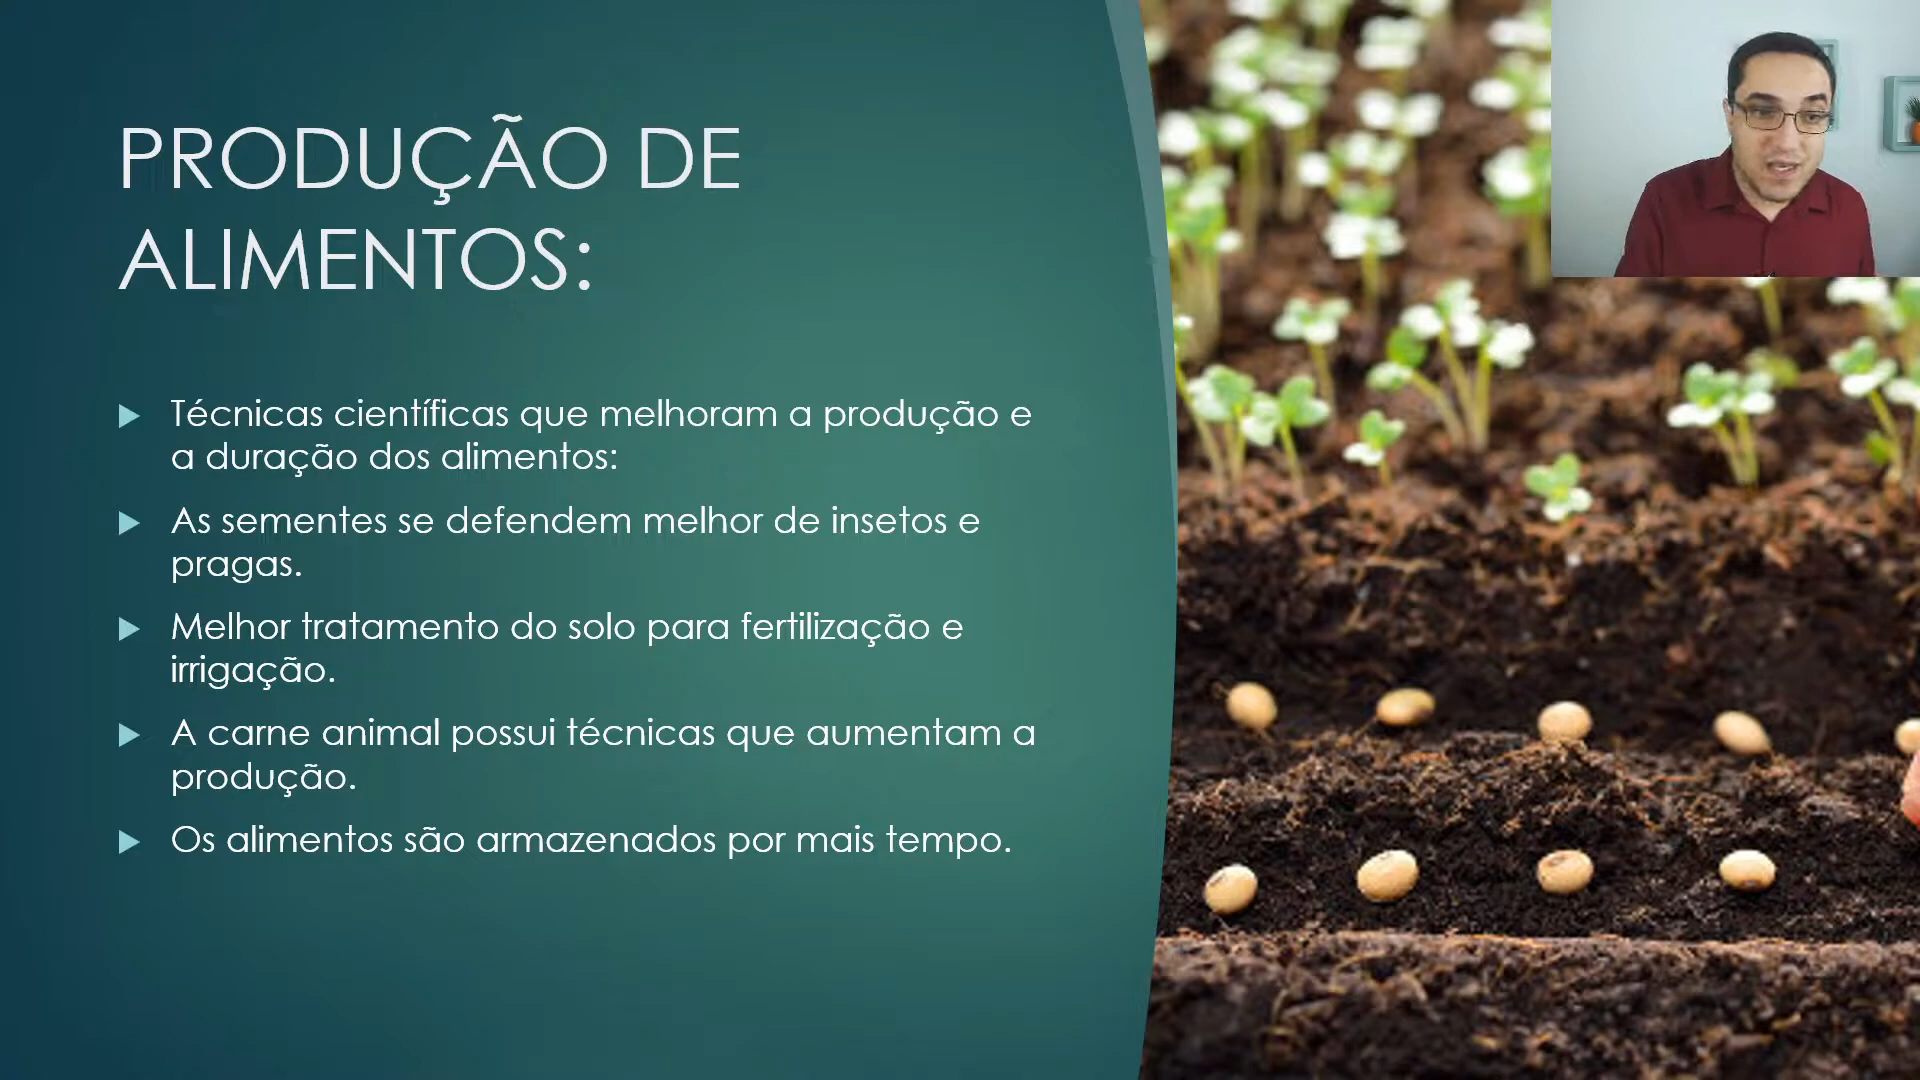 PRODUÇÃO DE
ALIMENTOS:
Técnicas científicas que melhoram a produção e
a duração dos alimentos:
As sementes se defendem melhor de insetos e
pragas.
Melhor tratamento do solo para fertilização e
irrigação.
A carne animal possui técnicas que aumentam a
produção.
Os alimentos são armazenados por mais tempo.